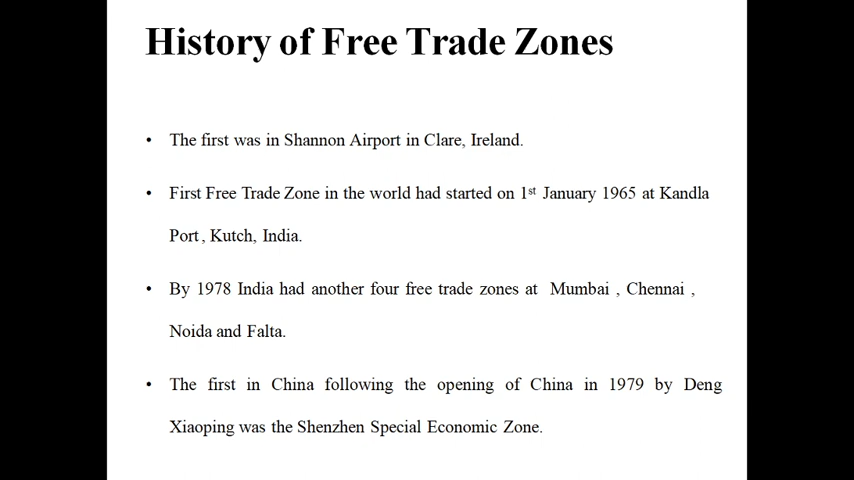 History of Free Trade Zones
• The first was in Shannon Airport in Clare, Ireland.
• First Free Trade Zone in the world had started on 1st January 1965 at Kandla
Port , Kutch, India.
• By 1978 India had another four free trade zones at Mumbai , Chennai ,
Noida and Falta.
• The first in China following the opening of China in 1979 by Deng
Xiaoping was the Shenzhen Special Economic Zone.